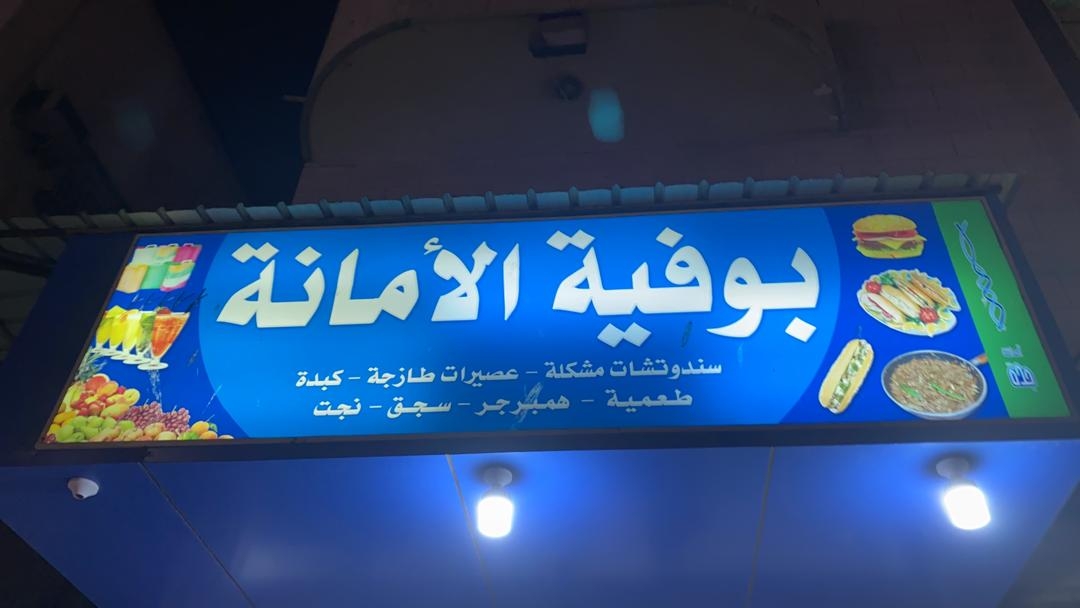 بوفية الأمانة
سندوتشات مشكلة - عصيرات طازجة - كبدة
طعمية - همبرجر - سجق - نجت